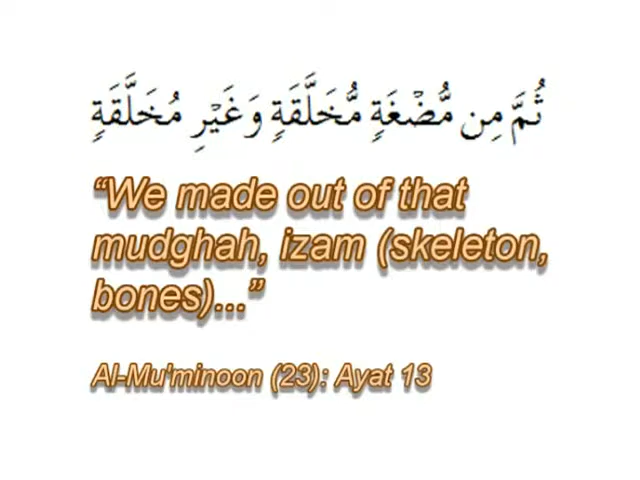 ثُمَّ مِن مُّضْغَةٍ مُّخَلَّقَةٍ وَغَيْرِ مُخَلَّقَةٍ
“We made out of that
mudghah, izam (skeleton,
bones)...”
Al-Mu'minoon (23): Ayat 13